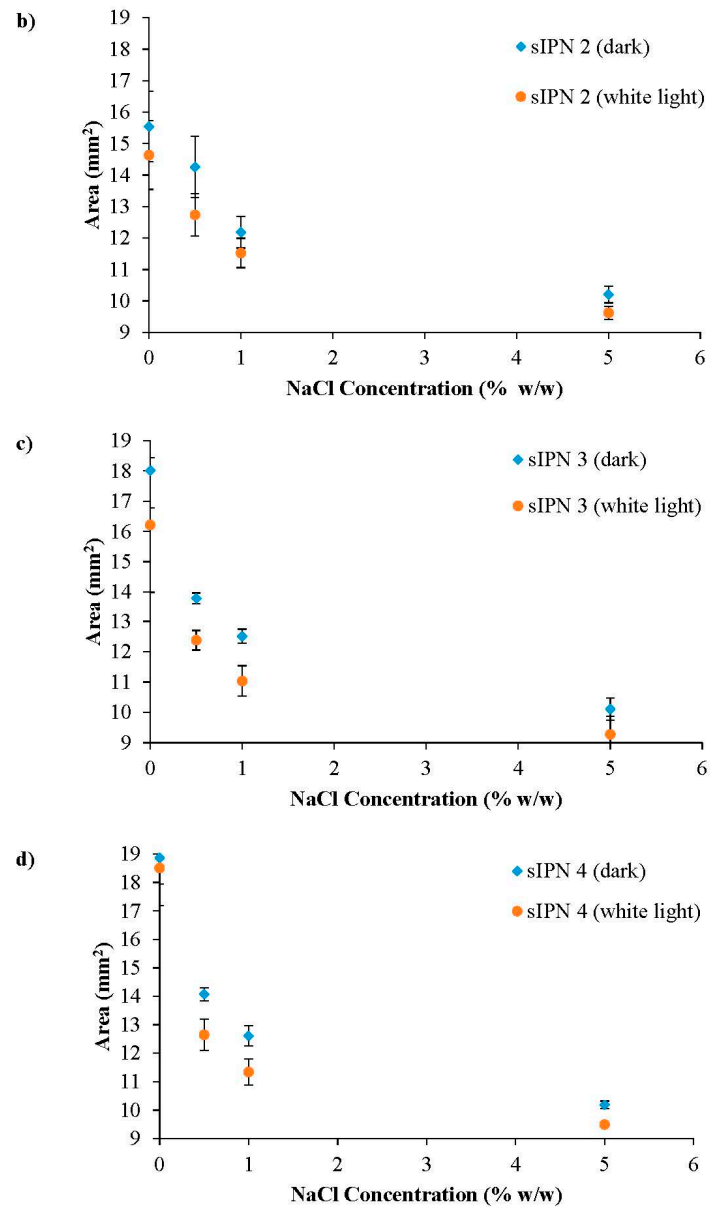 b)
sIPN 2 (dark)
sIPN 2 (white light)
17
16
15
14
13
12
11
10
9
Area (mm²)
0 1 2 3 4 5 6
NaCl Concentration (% w/w)
c)
sIPN 3 (dark)
sIPN 3 (white light)
19
18
17
16
15
14
13
12
11
10
9
Area (mm²)
0 1 2 3 4 5 6
NaCl Concentration (% w/w)
d)
sIPN 4 (dark)
sIPN 4 (white light)
19
18
17
16
15
14
13
12
11
10
9
Area (mm²)
0 1 2 3 4 5 6
NaCl Concentration (% w/w)